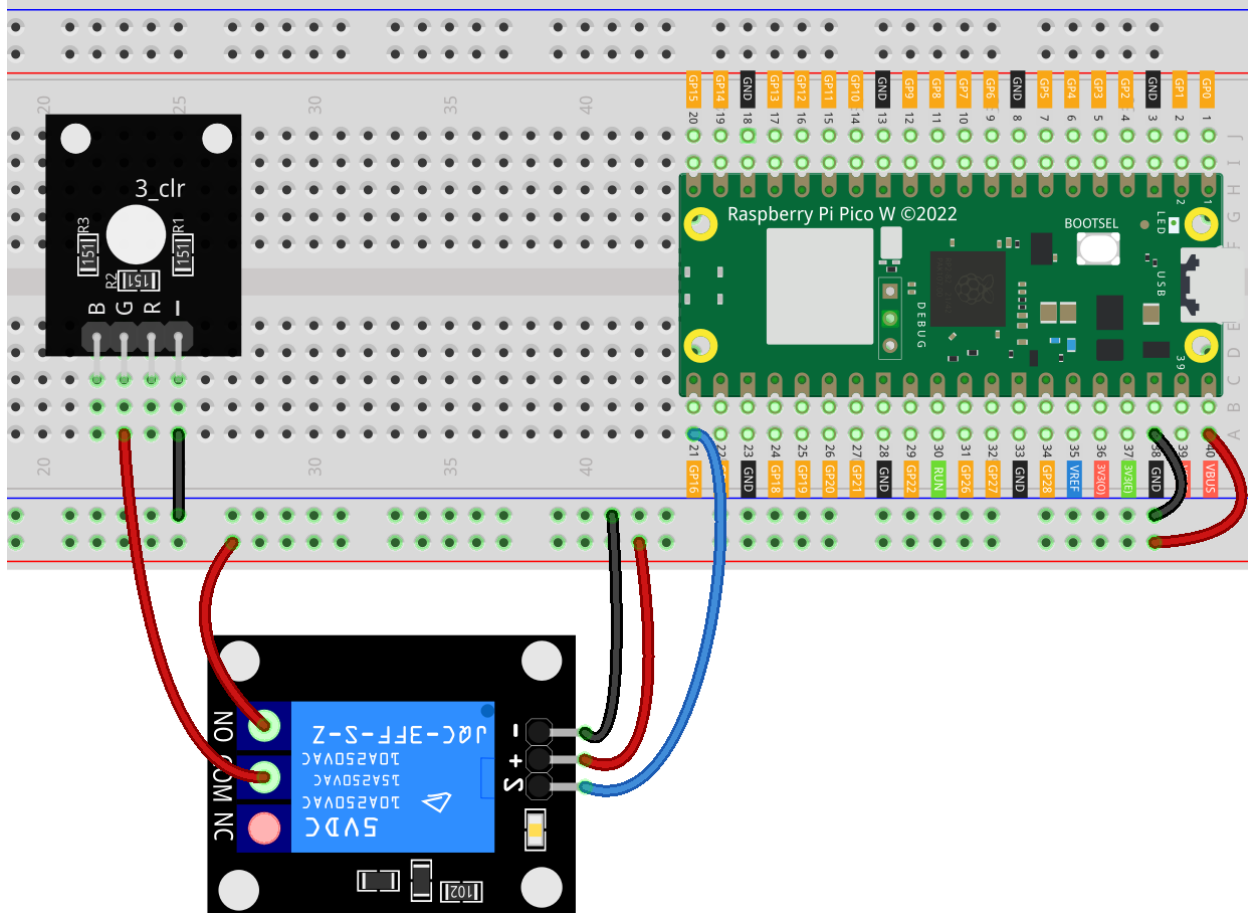 GP15 GP14 GND GP13 GP12 GP11 GP10 GND GP9 GP8 GP7 GP6 GND GP5 GP4 GP3 GP2 GND GP1 GP0
20 25 30 35 40
20 19 18 17 16 15 14 13 12 11 10 9 8 7 6 5 4 3 2 1
J
I
H
G
F
E
D
C
B
A
3_clr
R3
R1
R2
151
151
151
B G R -
Raspberry Pi Pico W ©2022
BOOTSEL
LED
USB
DEBUG
2
1
39
20 30 35 40
21 22 23 24 25 26 27 28 29 30 31 32 33 34 35 36 37 38 39 40
GP16 GND GP18 GP19 GP20 GP21 GND GP22 RUN GP26 GP27 GND GP28 VREF 3V3(O) 3V3(E) GND VBUS
NO COM NC
JQC-3FF-S-Z
10A250VAC
15A250VAC
10A250VAC
5VDC
-
+
S
102